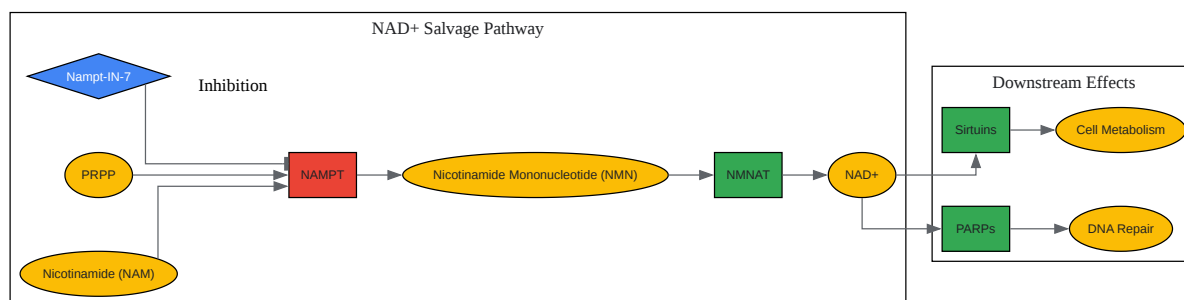 NAD+ Salvage Pathway
Nampt-IN-7
Inhibition
PRPP
NAMPT
Nicotinamide Mononucleotide (NMN)
NMNAT
NAD+
Nicotinamide (NAM)
Downstream Effects
Sirtuins
Cell Metabolism
PARPs
DNA Repair